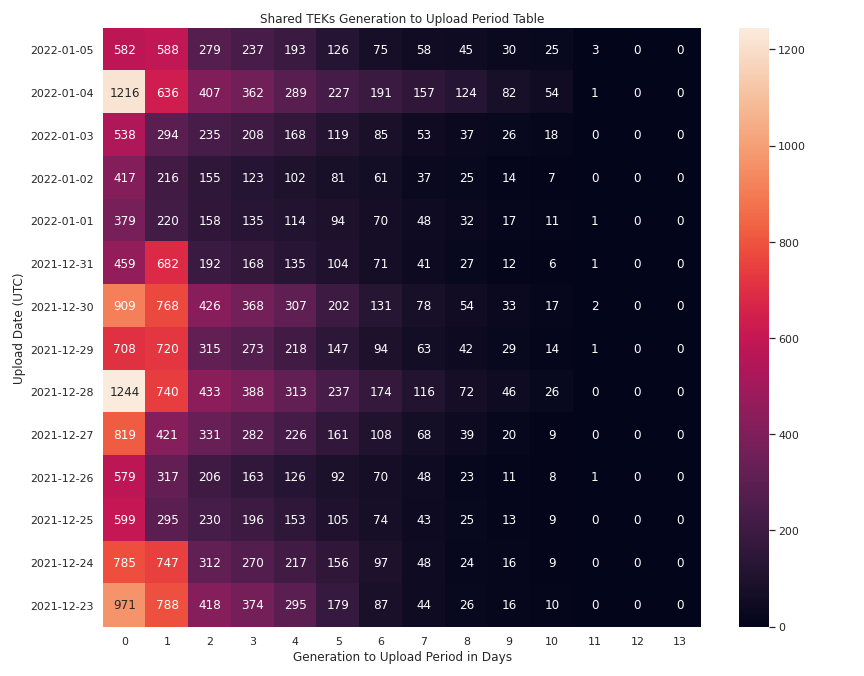 Shared TEKs Generation to Upload Period Table
Upload Date (UTC)
2022-01-05 582 588 279 237 193 126 75 58 45 30 25 3 0 0
2022-01-04 1216 636 407 362 289 227 191 157 124 82 54 1 0 0
2022-01-03 538 294 235 208 168 119 85 53 37 26 18 0 0 0
2022-01-02 417 216 155 123 102 81 61 37 25 14 7 0 0 0
2022-01-01 379 220 158 135 114 94 70 48 32 17 11 1 0 0
2021-12-31 459 682 192 168 135 104 71 41 27 12 6 1 0 0
2021-12-30 909 768 426 368 307 202 131 78 54 33 17 2 0 0
2021-12-29 708 720 315 273 218 147 94 63 42 29 14 1 0 0
2021-12-28 1244 740 433 388 313 237 174 116 72 46 26 0 0 0
2021-12-27 819 421 331 282 226 161 108 68 39 20 9 0 0 0
2021-12-26 579 317 206 163 126 92 70 48 23 11 8 1 0 0
2021-12-25 599 295 230 196 153 105 74 43 25 13 9 0 0 0
2021-12-24 785 747 312 270 217 156 97 48 24 16 9 0 0 0
2021-12-23 971 788 418 374 295 179 87 44 26 16 10 0 0 0
0 1 2 3 4 5 6 7 8 9 10 11 12 13
Generation to Upload Period in Days
1200
1000
800
600
400
200
0